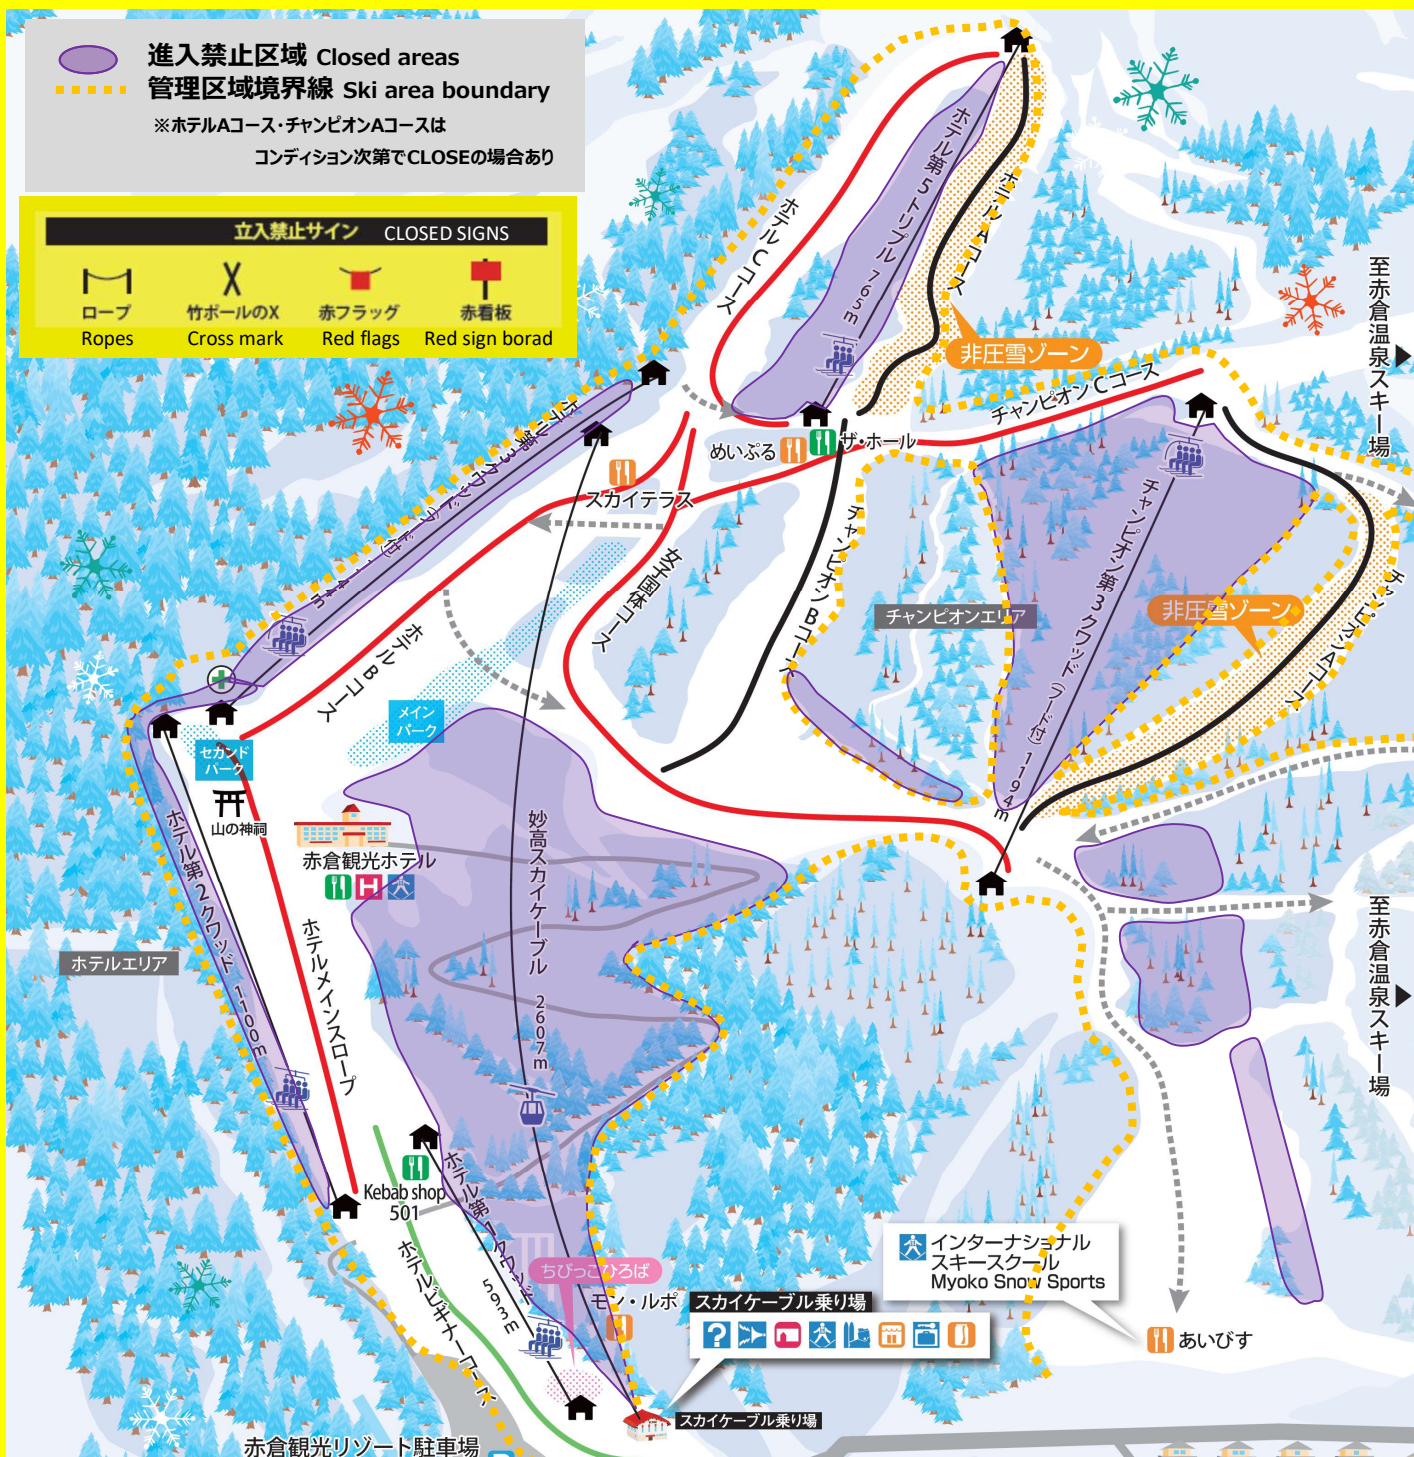 進入禁止区域 Closed areas
管理区域境界線 Ski area boundary
※ホテルAコース・チャンピオンAコースは
コンディション次第でCLOSEの場合あり
立入禁止サイン CLOSED SIGNS
ロープ
竹ポールのX
赤フラッグ
赤看板
Ropes
Cross mark
Red flags
Red sign borad
ホテル第5トリプル 765m
ホテルCコース
ホテルAコース
非圧雪ゾーン
至赤倉温泉スキー場
チャンピオンCコース
めいぷる
ザ・ホール
スカイテラス
ホテル第3クワッド(フード付) 744m
女子国体コース
チャンピオンBコース
チャンピオンエリア
チャンピオン第3クワッド(フード付) 1194m
非圧雪ゾーン
チャンピオンAコース
ホテルBコース
メイン
パーク
セカンド
パーク
山の神祠
赤倉観光ホテル
H
妙高スカイケーブル 2607m
ホテル第2クワッド 1100m
ホテルメインスロープ
ホテルエリア
至赤倉温泉スキー場
Kebab shop
501
ホテル第1クワッド 593m
ホテルビギナーコース
ちびっこひろば
モン・ルポ
スカイケーブル乗り場
?
インターナショナル
スキースクール
Myoko Snow Sports
あいびす
スカイケーブル乗り場
赤倉観光リゾート駐車場